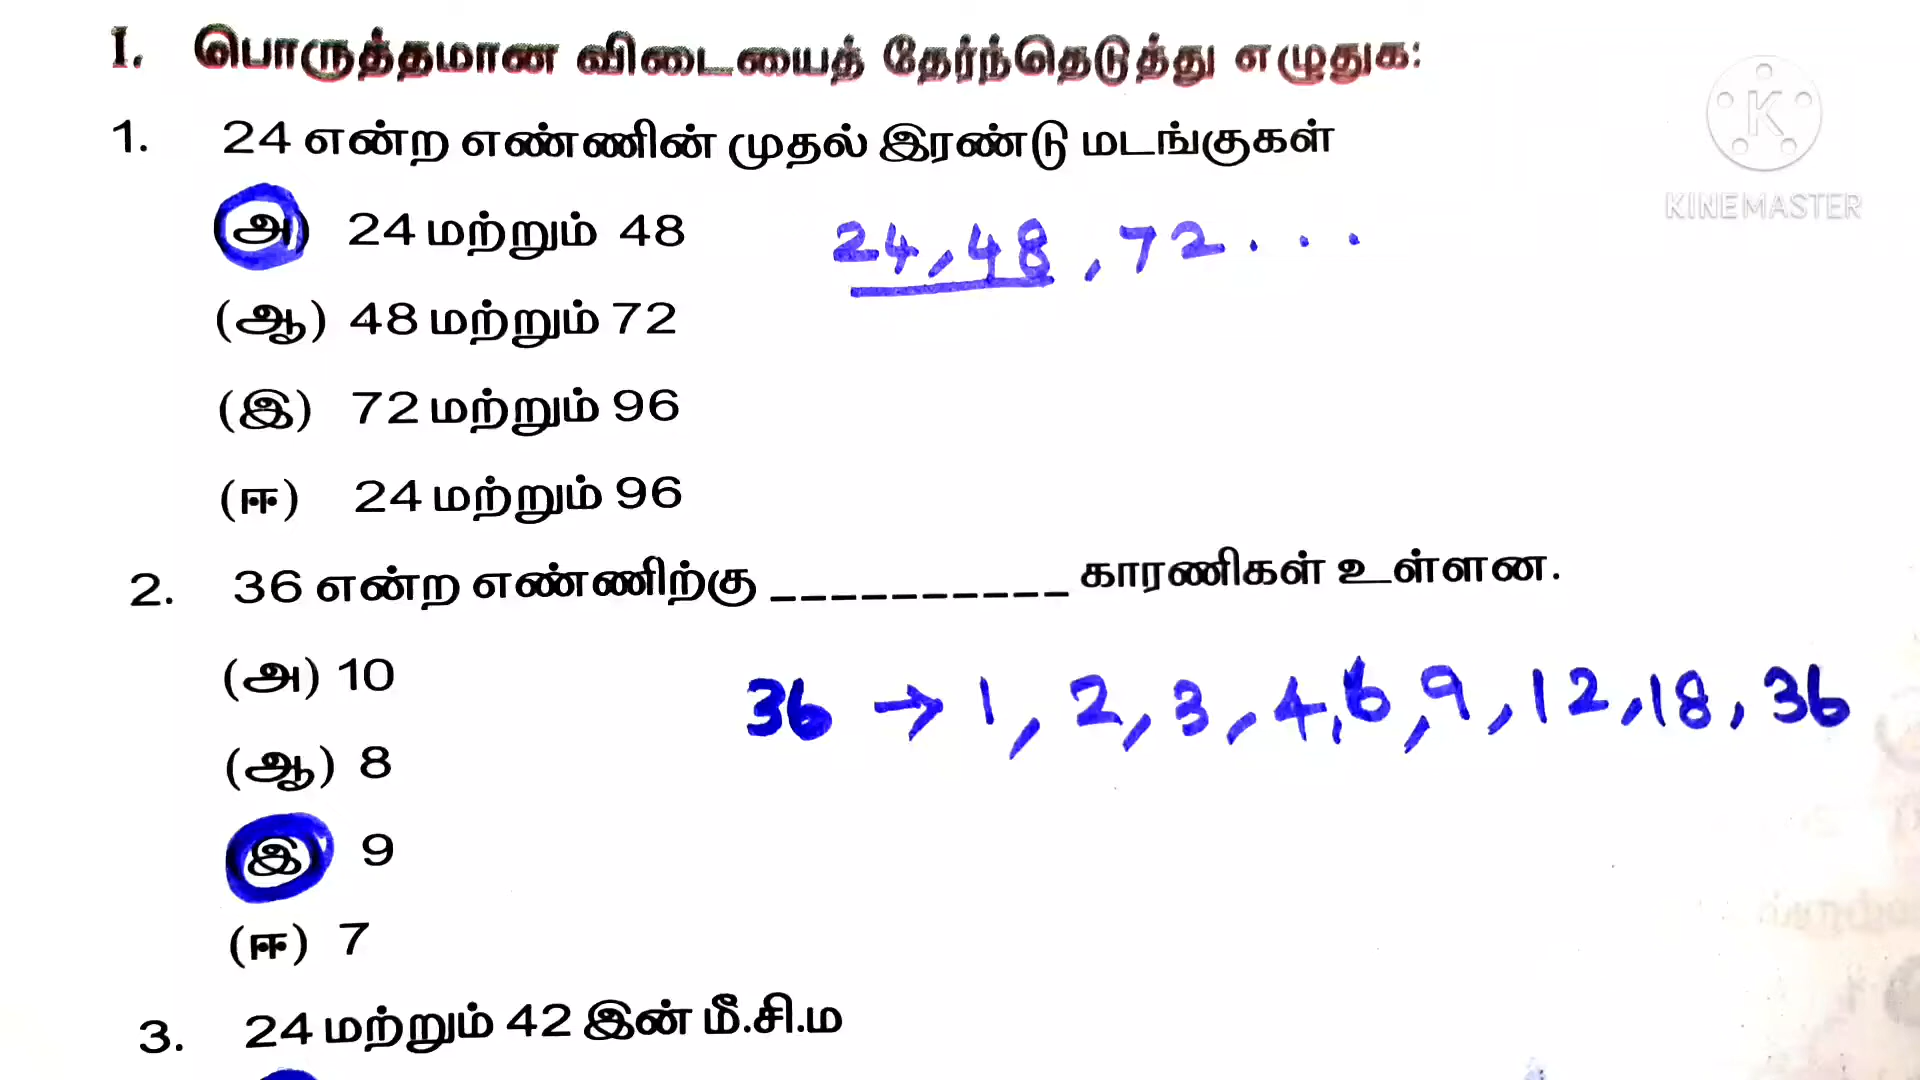 I. பொருத்தமான விடையைத் தேர்ந்தெடுத்து எழுதுக:
1. 24 என்ற எண்ணின் முதல் இரண்டு மடங்குகள்
அ) 24 மற்றும் 48 24, 48, 72 . . .
(ஆ) 48 மற்றும் 72
(இ) 72 மற்றும் 96
(ஈ) 24 மற்றும் 96
2. 36 என்ற எண்ணிற்கு __________ காரணிகள் உள்ளன.
(அ) 10
36 → 1, 2, 3, 4, 6, 9, 12, 18, 36
(ஆ) 8
இ 9
(ஈ) 7
3. 24 மற்றும் 42 இன் மீ.சி.ம
K
KINEMASTER